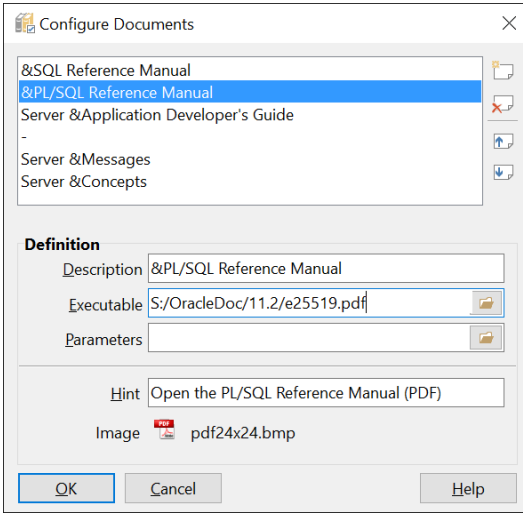 Configure Documents
&SQL Reference Manual
&PL/SQL Reference Manual
Server &Application Developer's Guide
-
Server &Messages
Server &Concepts
Definition
Description &PL/SQL Reference Manual
Executable S:/OracleDoc/11.2/e25519.pdf
Parameters
Hint Open the PL/SQL Reference Manual (PDF)
Image PDF pdf24x24.bmp
OK Cancel Help